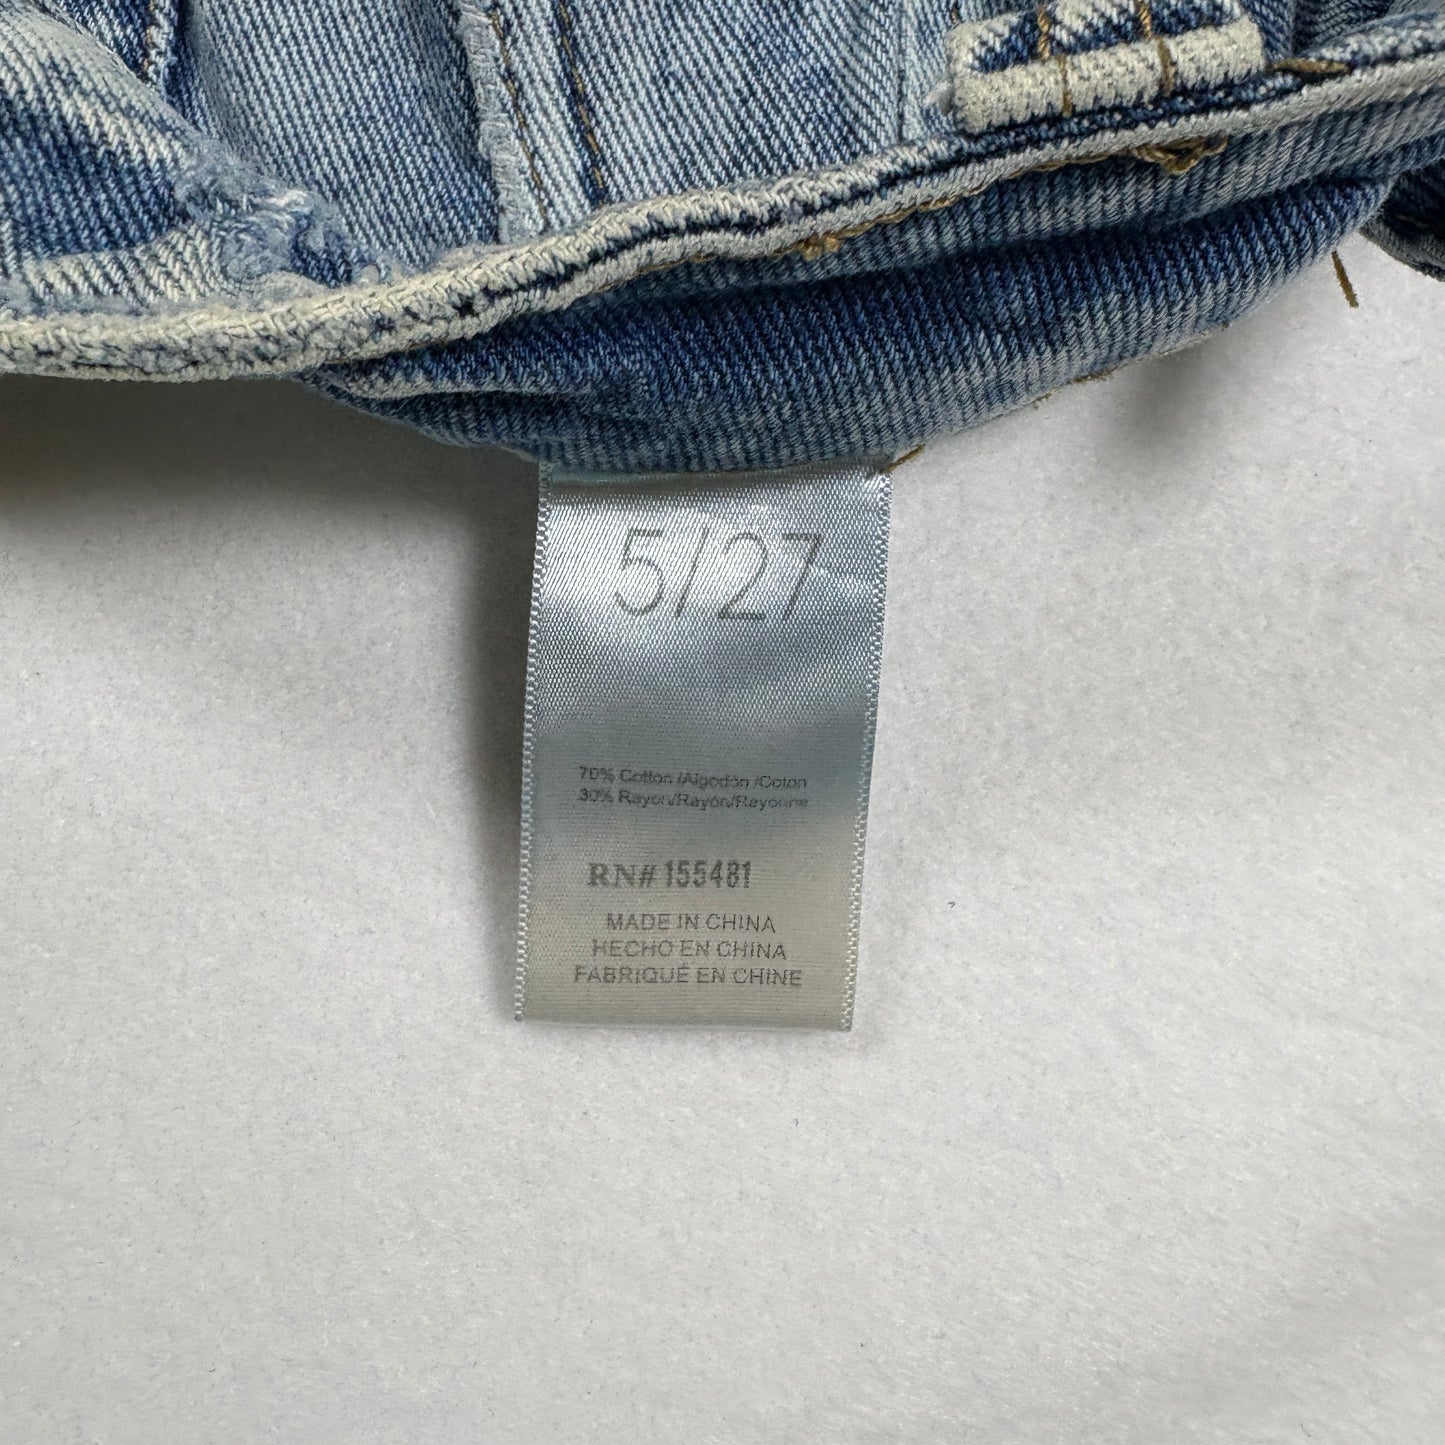 5/27
70% Cotton /Algodón /Coton
30% Rayon/Rayón/Rayonne
RN# 155481
MADE IN CHINA
HECHO EN CHINA
FABRIQUÉ EN CHINE